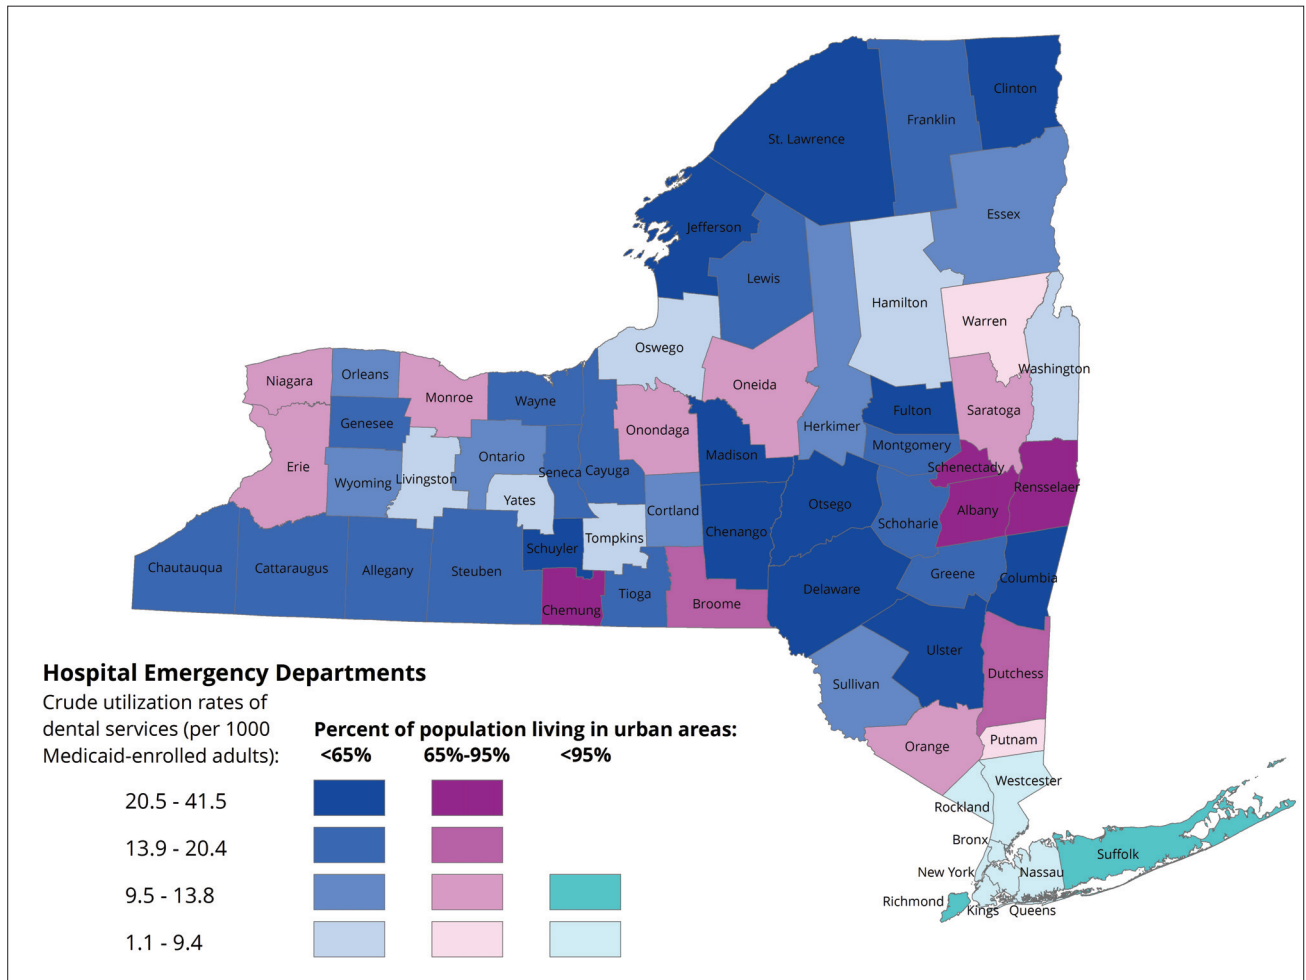 Clinton
Franklin
St. Lawrence
Essex
Jefferson
Lewis
Hamilton
Warren
Oswego
Washington
Niagara
Orleans
Oneida
Monroe
Wayne
Fulton
Saratoga
Genesee
Onondaga
Herkimer
Montgomery
Madison
Ontario
Erie
Schenectady
Seneca
Cayuga
Livingston
Wyoming
Rensselaer
Yates
Otsego
Albany
Cortland
Schoharie
Chenango
Tompkins
Schuyler
Chautauqua
Cattaraugus
Allegany
Steuben
Greene
Columbia
Delaware
Tioga
Broome
Chemung
Ulster
Dutchess
Sullivan
Orange
Putnam
Westcester
Rockland
Bronx
Suffolk
New York
Nassau
Richmond
Kings
Queens
Hospital Emergency Departments
Crude utilization rates of
dental services (per 1000
Medicaid-enrolled adults):
Percent of population living in urban areas:
<65% 65%-95% <95%
20.5 - 41.5
13.9 - 20.4
9.5 - 13.8
1.1 - 9.4